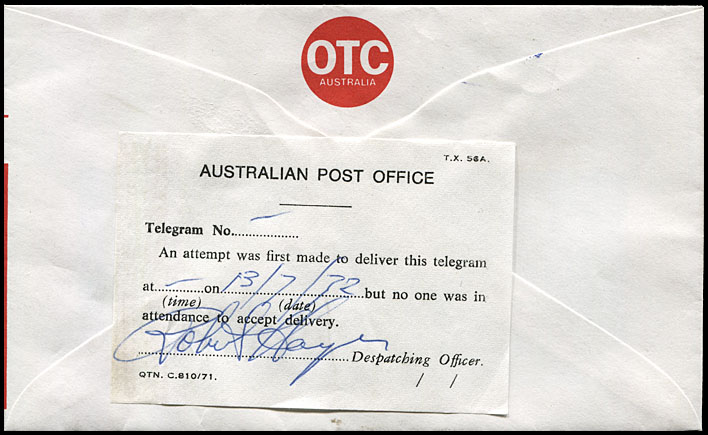 OTC
AUSTRALIA
T.X. 56A.
AUSTRALIAN POST OFFICE
Telegram No. –
An attempt was first made to deliver this telegram
at – on 13/7/72 but no one was in
(time) (date)
attendance to accept delivery.
Robert Hayes Despatching Officer.
QTN. C.810/71. / /